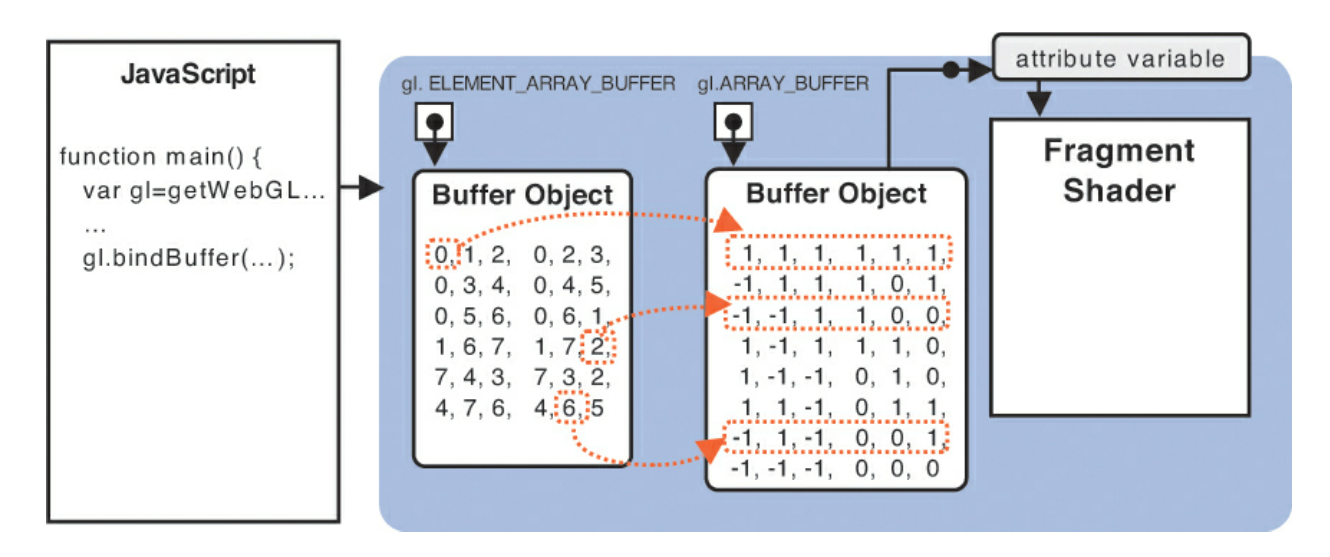 JavaScript
function main() {
var gl=getWebGL...
...
gl.bindBuffer(...);
gl. ELEMENT_ARRAY_BUFFER
Buffer Object
0, 1, 2, 0, 2, 3,
0, 3, 4, 0, 4, 5,
0, 5, 6, 0, 6, 1,
1, 6, 7, 1, 7, 2,
7, 4, 3, 7, 3, 2,
4, 7, 6, 4, 6, 5
gl.ARRAY_BUFFER
Buffer Object
1, 1, 1, 1, 1, 1,
-1, 1, 1, 1, 0, 1,
-1, -1, 1, 1, 0, 0,
1, -1, 1, 1, 1, 0,
1, -1, -1, 0, 1, 0,
1, 1, -1, 0, 1, 1,
-1, 1, -1, 0, 0, 1,
-1, -1, -1, 0, 0, 0
attribute variable
Fragment
Shader